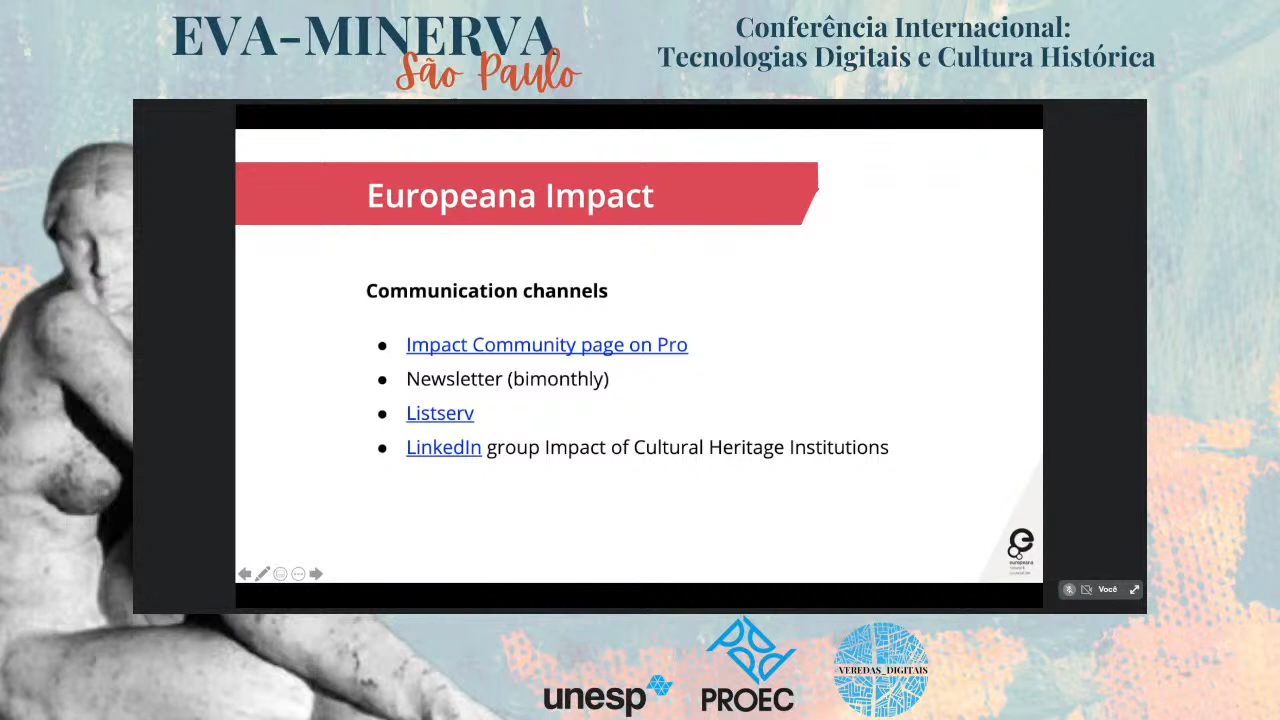 EVA-MINERVA
São Paulo
Conferência Internacional:
Tecnologias Digitais e Cultura Histórica
Europeana Impact
Communication channels
● Impact Community page on Pro
● Newsletter (bimonthly)
● Listserv
● LinkedIn group Impact of Cultural Heritage Institutions
europeana
Você
unesp
PROEC
VEREDAS_DIGITAIS